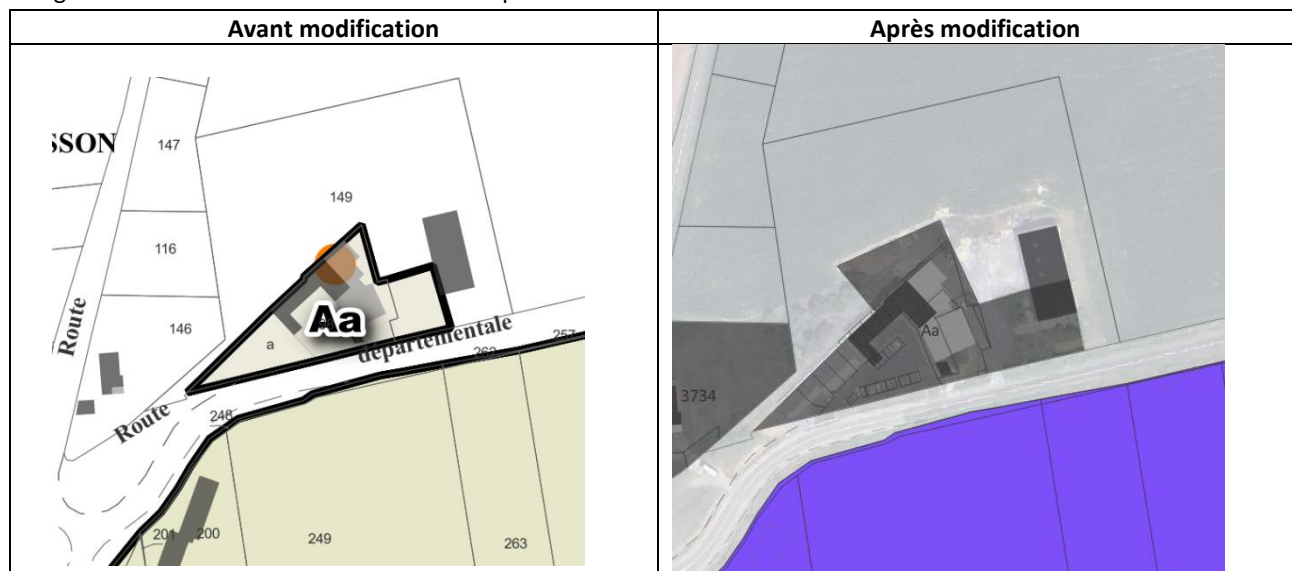 Avant modification
Après modification
SSON
147
149
116
Route
146
Aa
a
départementale
257
262
Route
248
201
200
249
263
Aa
3734